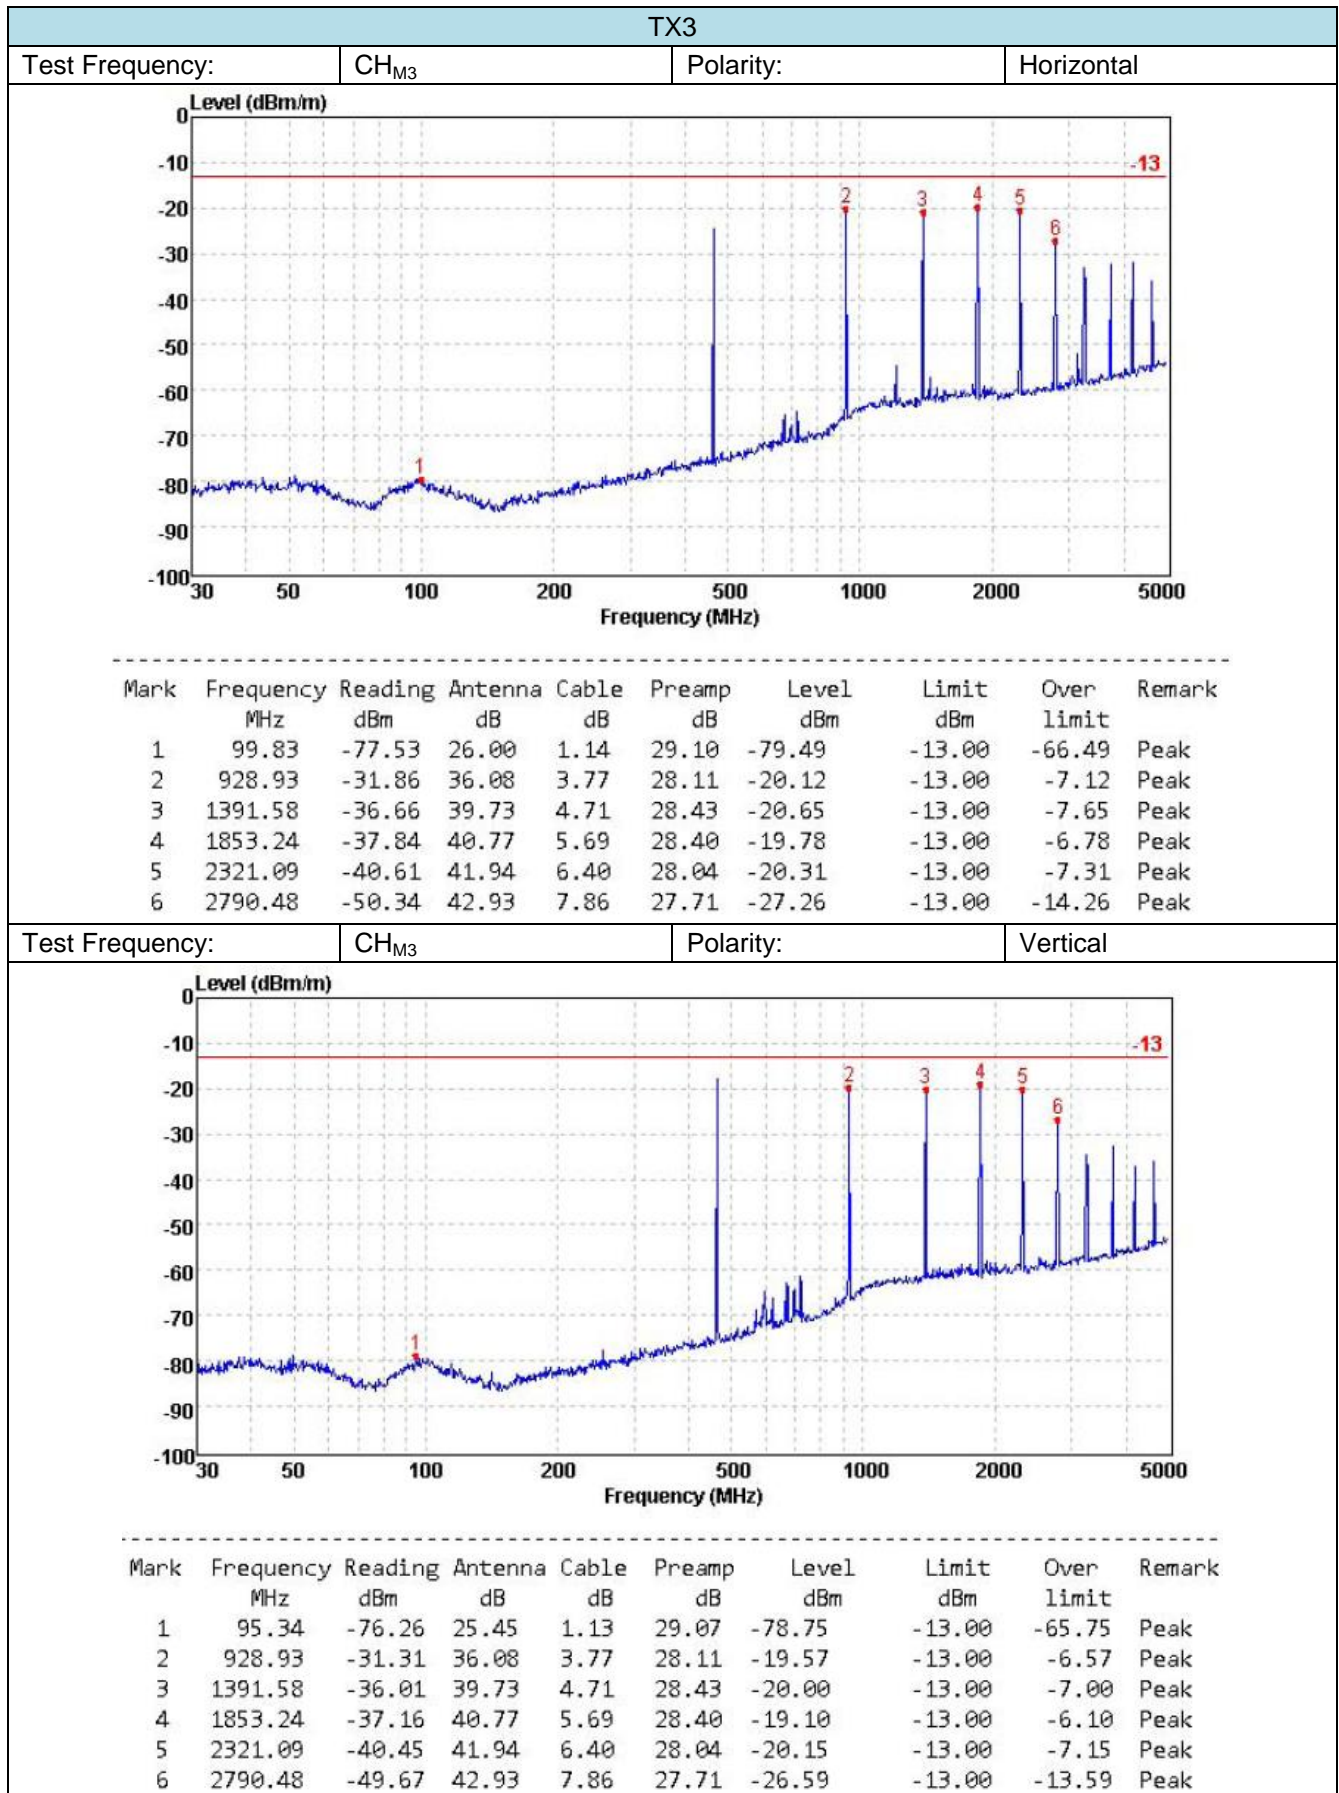 TX3
Test Frequency: CHM3 Polarity: Horizontal
Level (dBm/m)
0
-10
-13
-20
-30
-40
-50
-60
-70
-80
-90
-100
2 3 4 5
6
1
30 50 100 200 500 1000 2000 5000
Frequency (MHz)
Mark Frequency Reading Antenna Cable Preamp Level Limit Over Remark
MHz dBm dB dB dB dBm dBm limit
1 99.83 -77.53 26.00 1.14 29.10 -79.49 -13.00 -66.49 Peak
2 928.93 -31.86 36.08 3.77 28.11 -20.12 -13.00 -7.12 Peak
3 1391.58 -36.66 39.73 4.71 28.43 -20.65 -13.00 -7.65 Peak
4 1853.24 -37.84 40.77 5.69 28.40 -19.78 -13.00 -6.78 Peak
5 2321.09 -40.61 41.94 6.40 28.04 -20.31 -13.00 -7.31 Peak
6 2790.48 -50.34 42.93 7.86 27.71 -27.26 -13.00 -14.26 Peak
Test Frequency: CHM3 Polarity: Vertical
Level (dBm/m)
0
-10
-13
-20
-30
-40
-50
-60
-70
-80
-90
-100
2 3 4 5
6
1
30 50 100 200 500 1000 2000 5000
Frequency (MHz)
Mark Frequency Reading Antenna Cable Preamp Level Limit Over Remark
MHz dBm dB dB dB dBm dBm limit
1 95.34 -76.26 25.45 1.13 29.07 -78.75 -13.00 -65.75 Peak
2 928.93 -31.31 36.08 3.77 28.11 -19.57 -13.00 -6.57 Peak
3 1391.58 -36.01 39.73 4.71 28.43 -20.00 -13.00 -7.00 Peak
4 1853.24 -37.16 40.77 5.69 28.40 -19.10 -13.00 -6.10 Peak
5 2321.09 -40.45 41.94 6.40 28.04 -20.15 -13.00 -7.15 Peak
6 2790.48 -49.67 42.93 7.86 27.71 -26.59 -13.00 -13.59 Peak